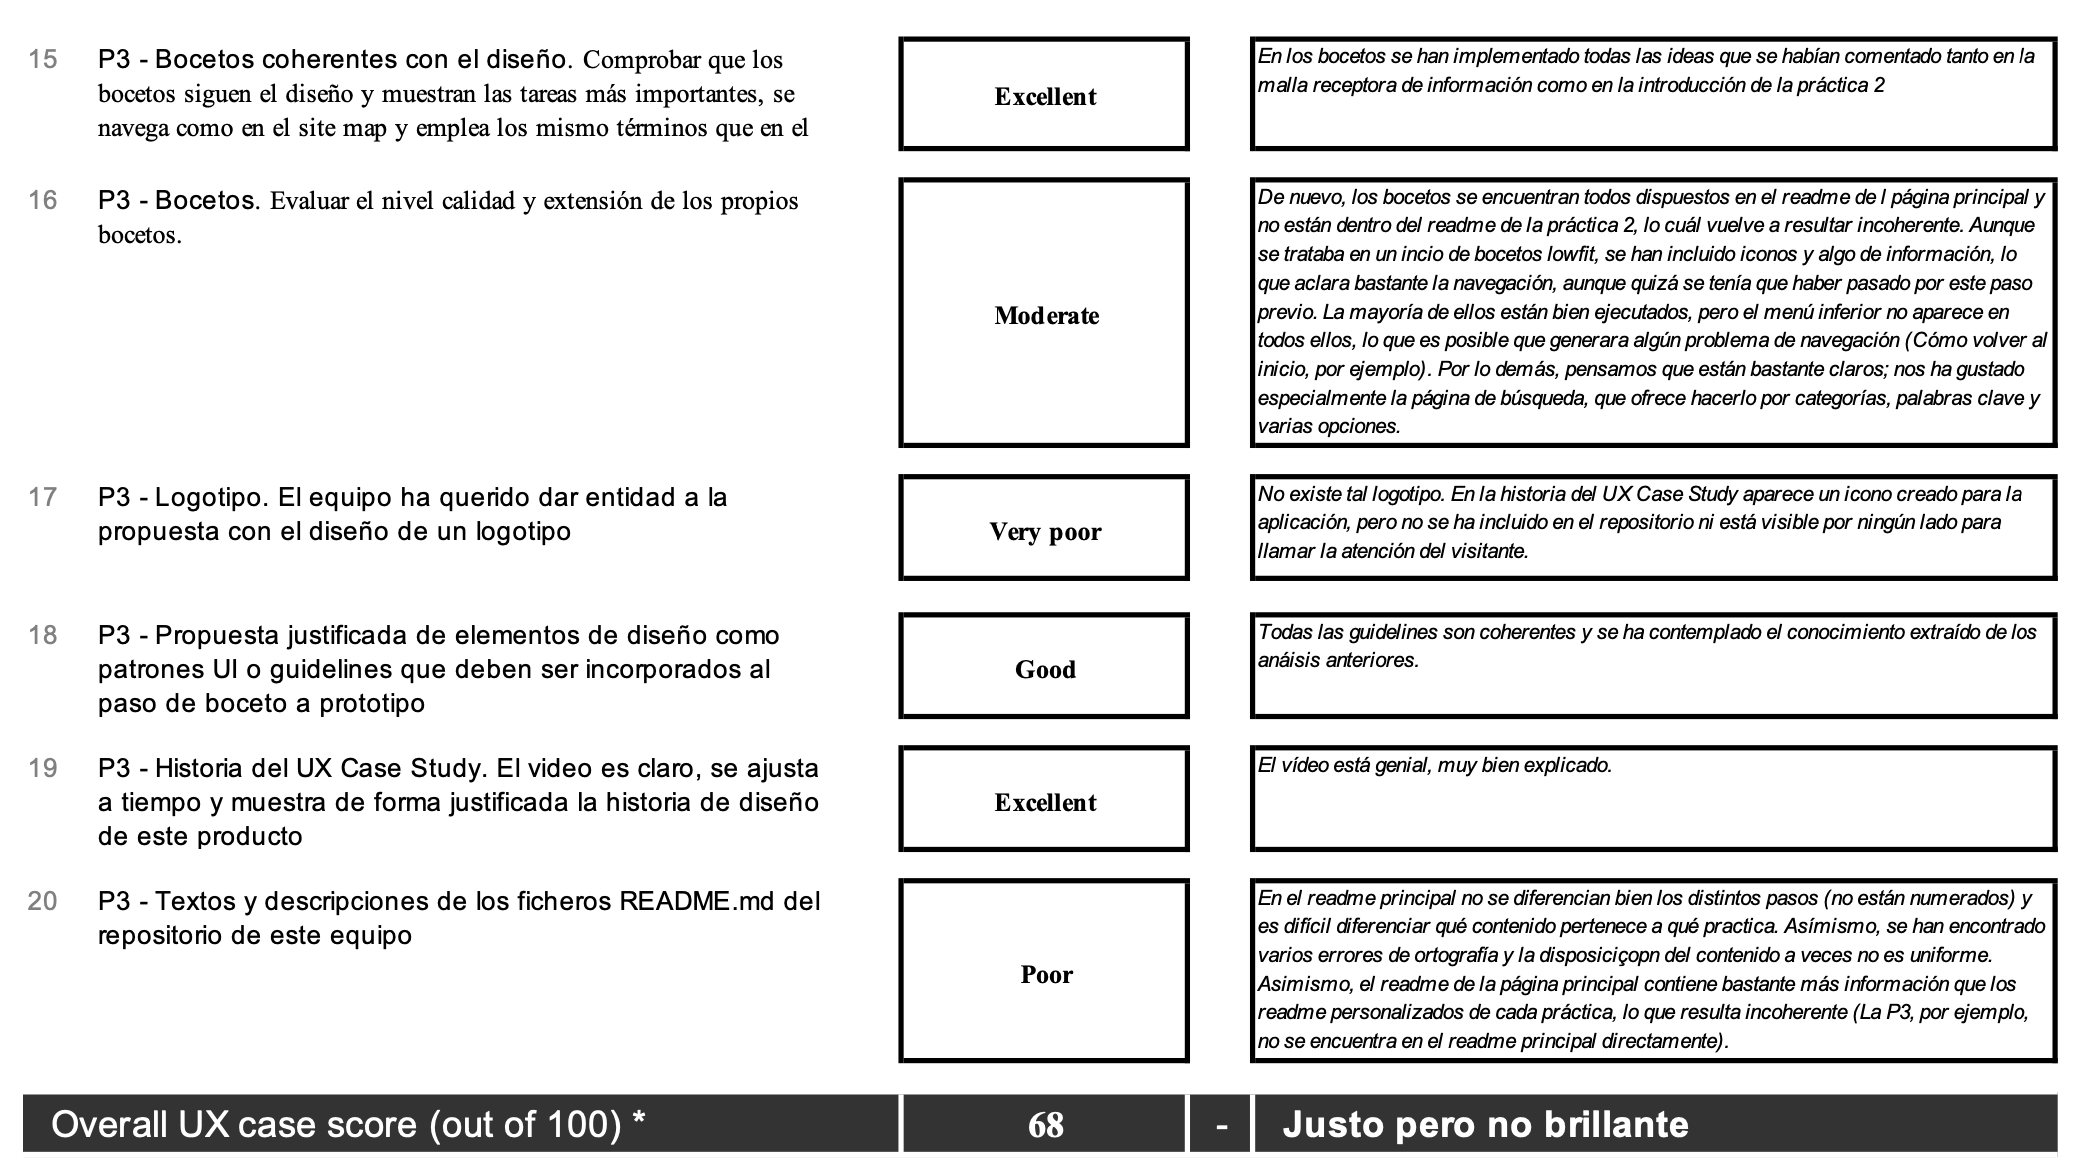 15 P3 - Bocetos coherentes con el diseño. Comprobar que los
bocetos siguen el diseño y muestran las tareas más importantes, se
navega como en el site map y emplea los mismo términos que en el
Excellent
En los bocetos se han implementado todas las ideas que se habían comentado tanto en la
malla receptora de información como en la introducción de la práctica 2
16 P3 - Bocetos. Evaluar el nivel calidad y extensión de los propios
bocetos.
Moderate
De nuevo, los bocetos se encuentran todos dispuestos en el readme de l página principal y
no están dentro del readme de la práctica 2, lo cuál vuelve a resultar incoherente. Aunque
se trataba en un incio de bocetos lowfit, se han incluido iconos y algo de información, lo
que aclara bastante la navegación, aunque quizá se tenía que haber pasado por este paso
previo. La mayoría de ellos están bien ejecutados, pero el menú inferior no aparece en
todos ellos, lo que es posible que generara algún problema de navegación (Cómo volver al
inicio, por ejemplo). Por lo demás, pensamos que están bastante claros; nos ha gustado
especialmente la página de búsqueda, que ofrece hacerlo por categorías, palabras clave y
varias opciones.
17 P3 - Logotipo. El equipo ha querido dar entidad a la
propuesta con el diseño de un logotipo
Very poor
No existe tal logotipo. En la historia del UX Case Study aparece un icono creado para la
aplicación, pero no se ha incluido en el repositorio ni está visible por ningún lado para
llamar la atención del visitante.
18 P3 - Propuesta justificada de elementos de diseño como
patrones UI o guidelines que deben ser incorporados al
paso de boceto a prototipo
Good
Todas las guidelines son coherentes y se ha contemplado el conocimiento extraído de los
anáisis anteriores.
19 P3 - Historia del UX Case Study. El video es claro, se ajusta
a tiempo y muestra de forma justificada la historia de diseño
de este producto
Excellent
El vídeo está genial, muy bien explicado.
20 P3 - Textos y descripciones de los ficheros README.md del
repositorio de este equipo
Poor
En el readme principal no se diferencian bien los distintos pasos (no están numerados) y
es difícil diferenciar qué contenido pertenece a qué practica. Asímismo, se han encontrado
varios errores de ortografía y la disposiciçopn del contenido a veces no es uniforme.
Asimismo, el readme de la página principal contiene bastante más información que los
readme personalizados de cada práctica, lo que resulta incoherente (La P3, por ejemplo,
no se encuentra en el readme principal directamente).
Overall UX case score (out of 100) * 68 - Justo pero no brillante